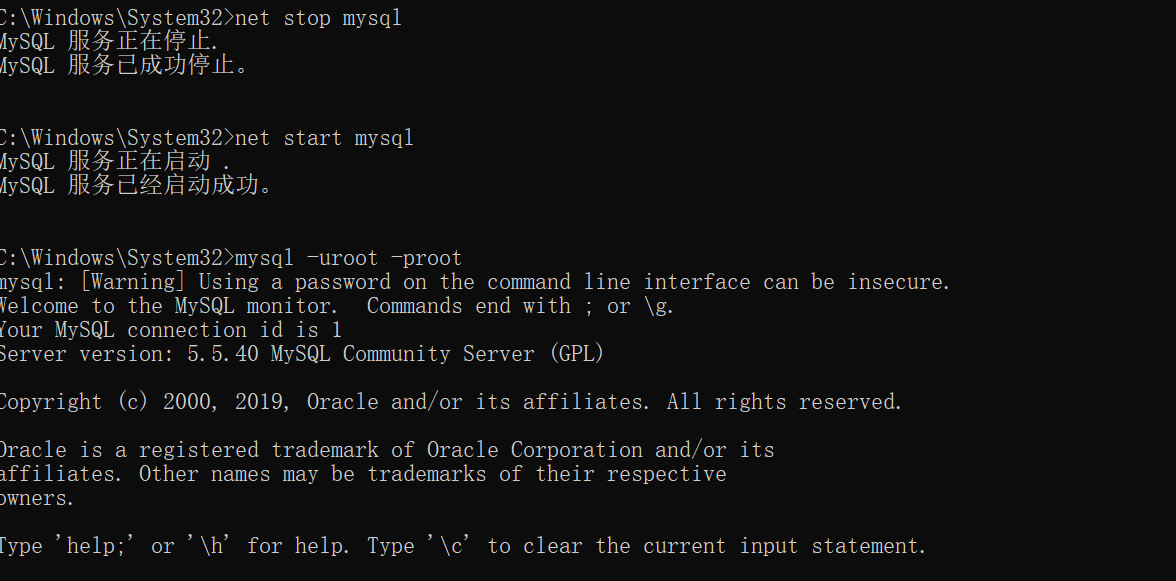 C:\Windows\System32>net stop mysql
MySQL 服务正在停止.
MySQL 服务已成功停止。
C:\Windows\System32>net start mysql
MySQL 服务正在启动 .
MySQL 服务已经启动成功。
C:\Windows\System32>mysql -uroot -proot
mysql: [Warning] Using a password on the command line interface can be insecure.
Welcome to the MySQL monitor.  Commands end with ; or \g.
Your MySQL connection id is 1
Server version: 5.5.40 MySQL Community Server (GPL)
Copyright (c) 2000, 2019, Oracle and/or its affiliates. All rights reserved.
Oracle is a registered trademark of Oracle Corporation and/or its
affiliates. Other names may be trademarks of their respective
owners.
Type 'help;' or '\h' for help. Type '\c' to clear the current input statement.